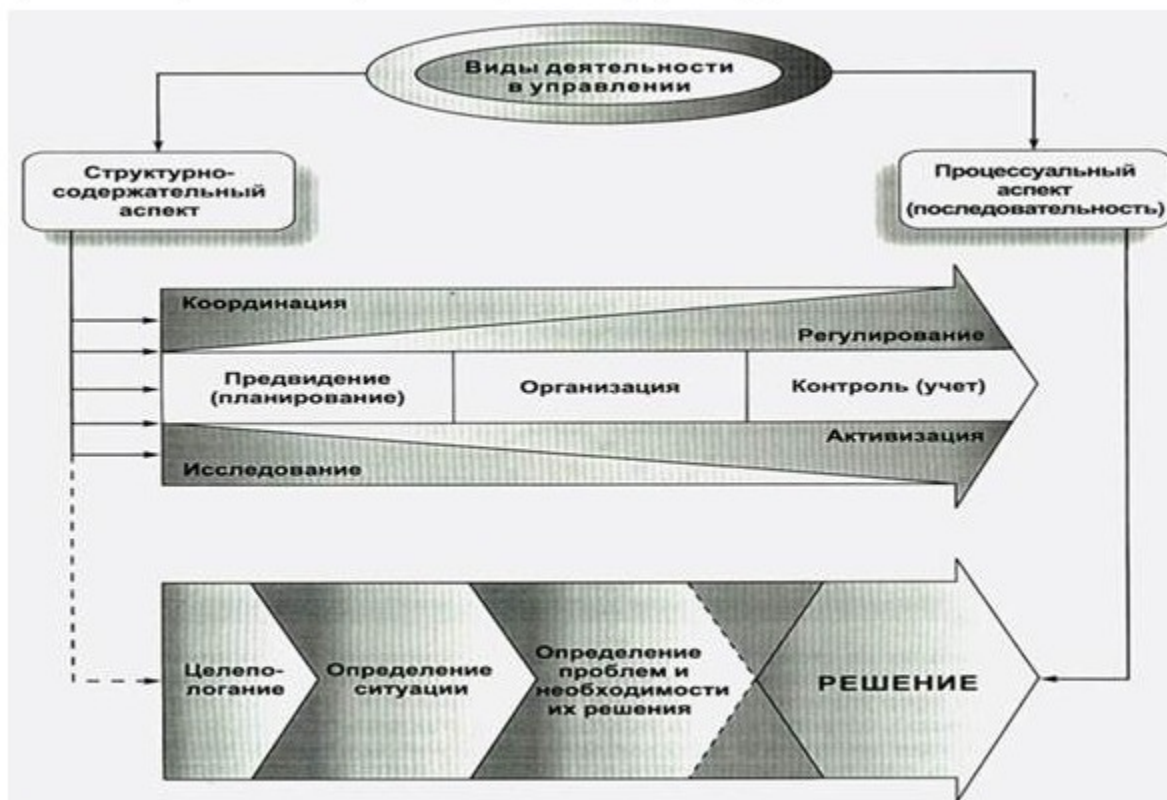 Виды деятельности
в управлении
Структурно-
содержательный
аспект
Процессуальный
аспект
(последовательность)
Координация
Регулирование
Предвидение
(планирование)
Организация
Контроль (учет)
Активизация
Исследование
Целепо-
логание
Определение
ситуации
Определение
проблем и
необходимости
их решения
РЕШЕНИЕ